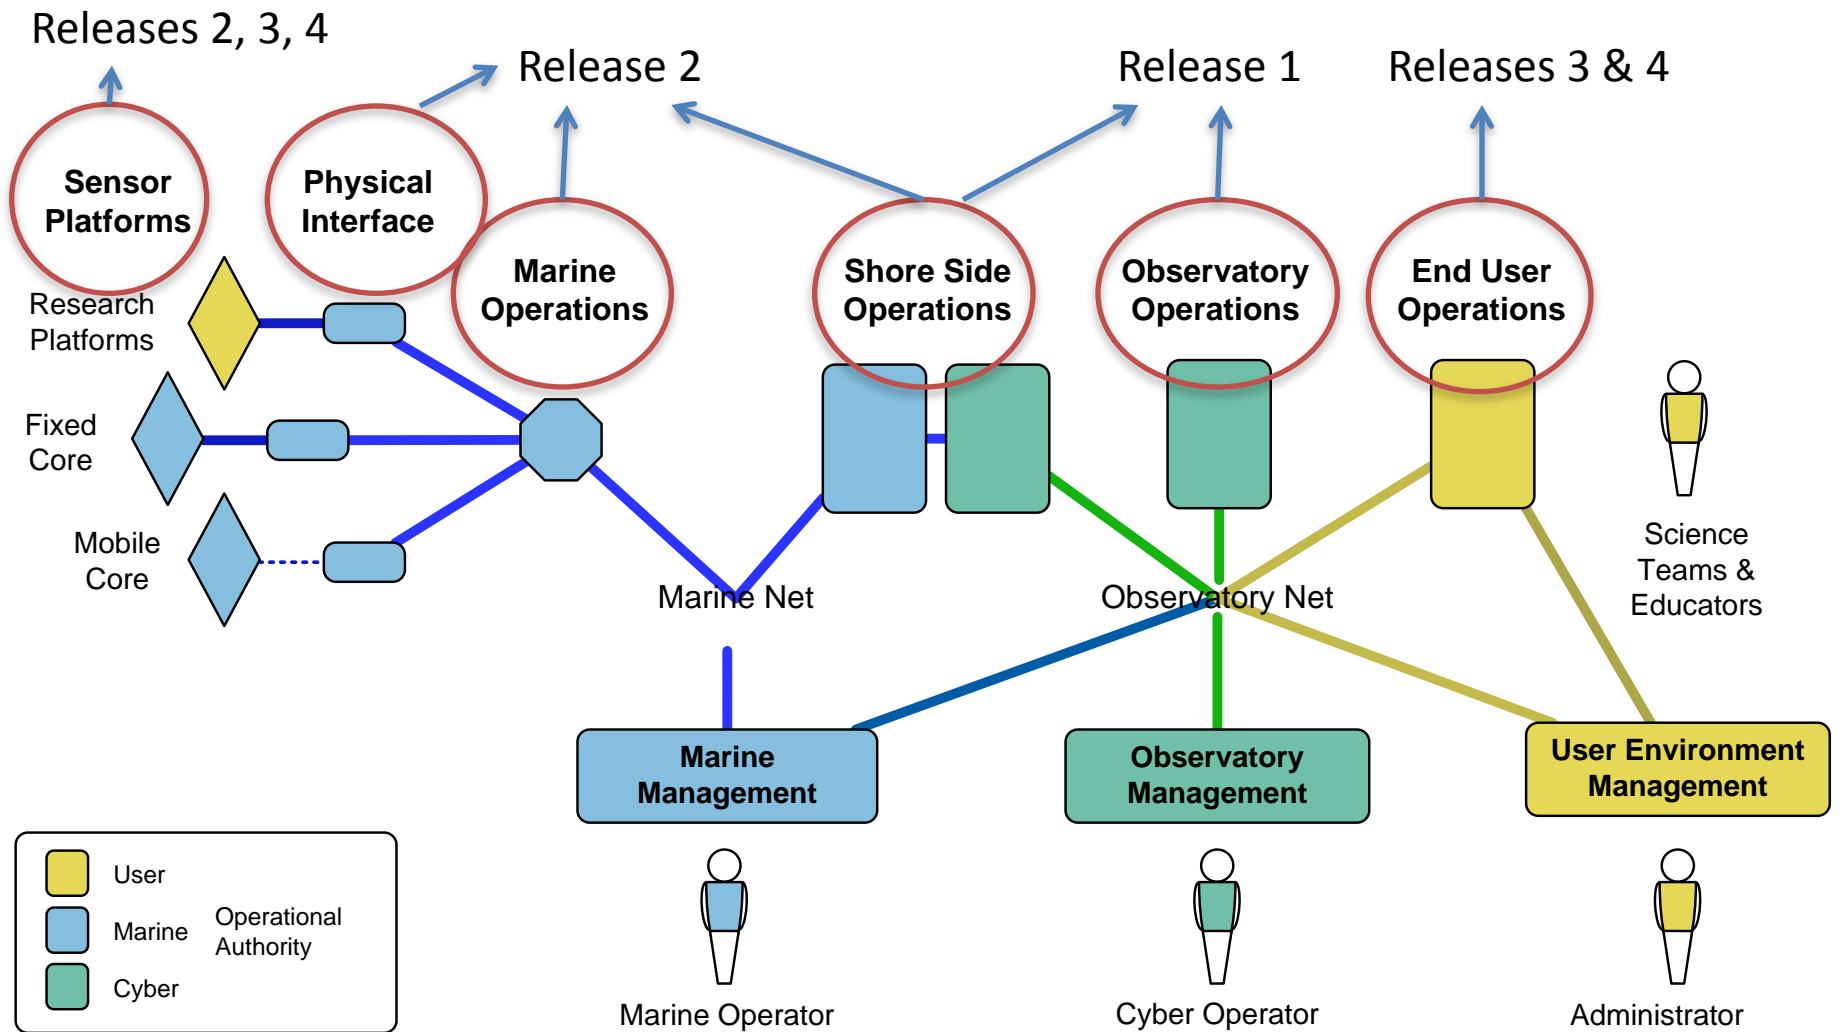 Releases 2, 3, 4
Release 2
Release 1
Releases 3 & 4
Sensor
Platforms
Physical
Interface
Marine
Operations
Shore Side
Operations
Observatory
Operations
End User
Operations
Research
Platforms
Fixed
Core
Mobile
Core
Science
Teams &
Educators
Marine Net
Observatory Net
Marine
Management
Observatory
Management
User Environment
Management
User
Marine
Cyber
Operational
Authority
Marine Operator
Cyber Operator
Administrator